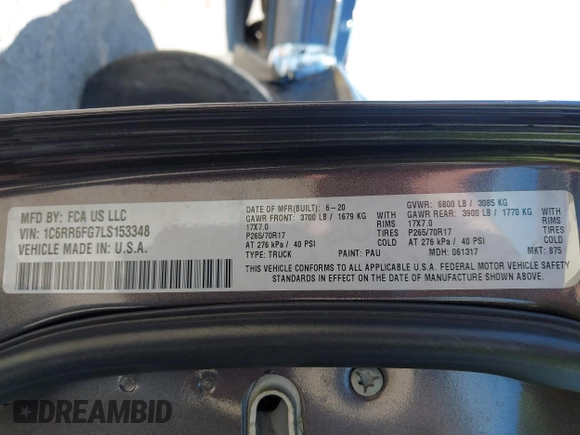 MFD BY: FCA US LLC
VIN: 1C6RR6FG7LS153348
VEHICLE MADE IN U.S.A.
DATE OF MFR(BUILT): 6-20
GAWR FRONT: 3700 LB / 1679 KG WITH
17X7.0 RIMS
P265/70R17 TIRES
AT 276 kPa / 40 PSI COLD
TYPE: TRUCK PAINT: PAU
GVWR: 6800 LB / 3085 KG
GAWR REAR: 3900 LB / 1770 KG WITH
17X7.0 RIMS
P265/70R17 TIRES
AT 276 kPa / 40 PSI COLD
MDH: 061317 MKT: 875
THIS VEHICLE CONFORMS TO ALL APPLICABLE U.S.A. FEDERAL MOTOR VEHICLE SAFETY
STANDARDS IN EFFECT ON THE DATE OF MANUFACTURE SHOWN ABOVE.
DREAMBID